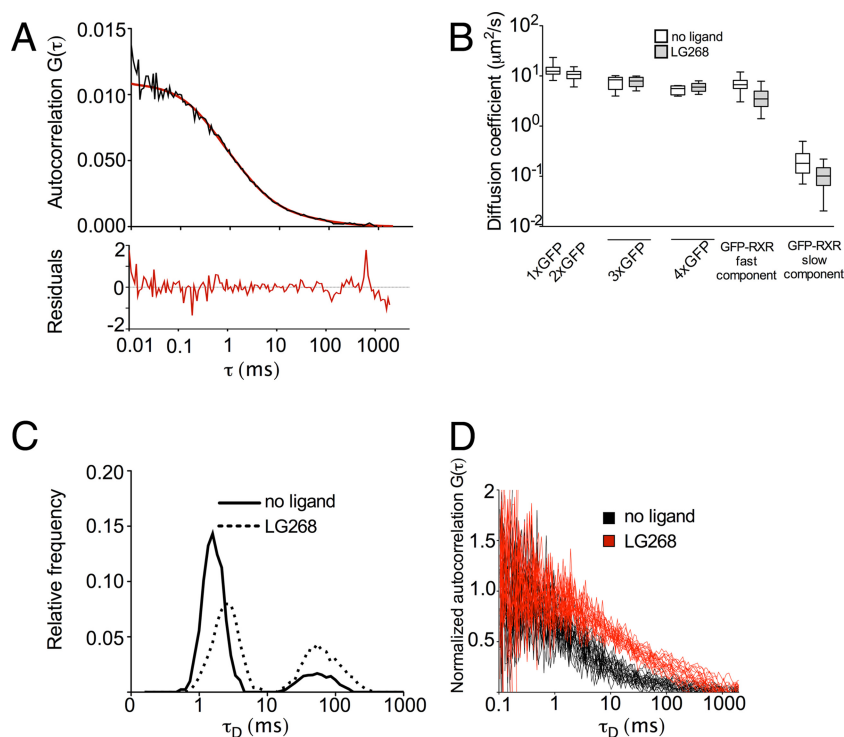 A
Autocorrelation G(τ)
0.015
0.010
0.050
0.000
Residuals
2
0
-2
0.01 0.1 1 10 100 1000
τ (ms)
B
no ligand
LG268
Diffusion coefficient (μm²/s)
10²
10¹
10⁰
10⁻¹
10⁻²
1xGFP
2xGFP
3xGFP
4xGFP
GFP-RXR
fast
component
GFP-RXR
slow
component
C
Relative frequency
0.20
0.15
0.10
0.05
no ligand
LG268
0 1 10 100 1000
τD (ms)
D
Normalized autocorrelation G(τ)
2
1.5
1.0
0.5
no ligand
LG268
0.1 1 10 100 1000
τD (ms)